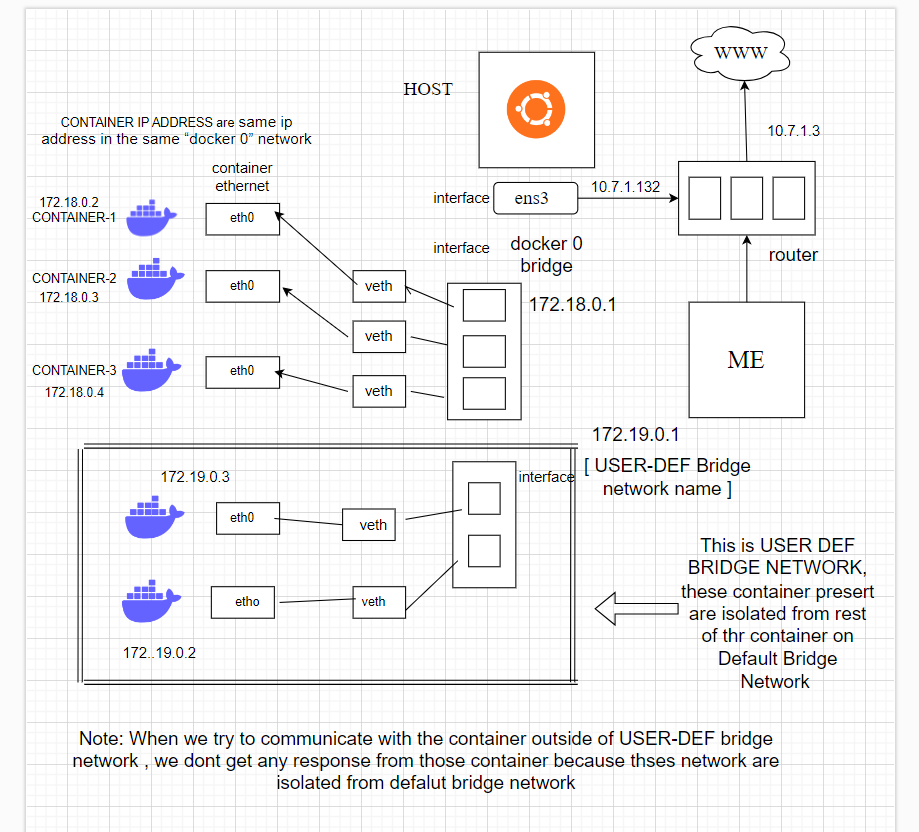 WWW
HOST
10.7.1.3
CONTAINER IP ADDRESS are same ip
address in the same “docker 0” network
container
ethernet
172.18.0.2
CONTAINER-1
eth0
interface
ens3
10.7.1.132
router
interface
docker 0
bridge
172.18.0.1
CONTAINER-2
172.18.0.3
eth0
veth
veth
CONTAINER-3
172.18.0.4
eth0
veth
ME
172.19.0.1
[ USER-DEF Bridge
network name ]
172.19.0.3
interface
eth0
veth
etho
veth
172..19.0.2
This is USER DEF
BRIDGE NETWORK,
these container presert
are isolated from rest
of thr container on
Default Bridge
Network
Note: When we try to communicate with the container outside of USER-DEF bridge
network , we dont get any response from those container because thses network are
isolated from defalut bridge network